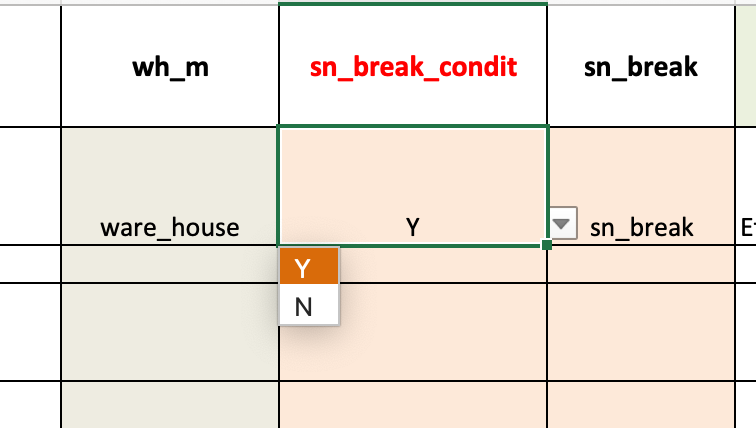 wh_m sn_break_condit sn_break
ware_house Y sn_break
Y
N